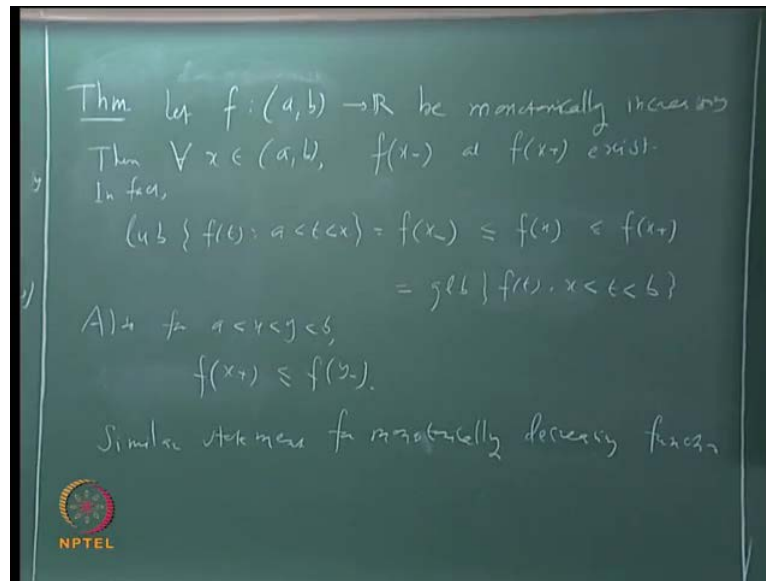 Thm Let f : (a, b) → ℝ be monotonically increasing
Then ∀ x ∈ (a, b), f(x-) and f(x+) exist.
In fact,
lub { f(t) : a < t < x } = f(x-) ≤ f(x) ≤ f(x+)
= glb { f(t) . x < t < b }
Also for a < x < y < b,
f(x+) ≤ f(y-).
Similar statement for monotonically decreasing function
NPTEL